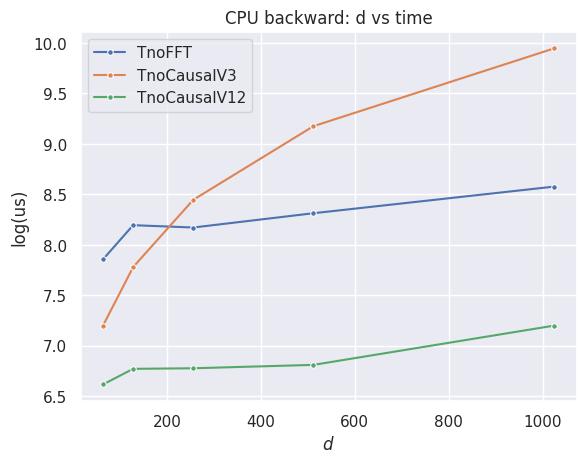 CPU backward: d vs time
TnoFFT
TnoCausalV3
TnoCausalV12
log(us)
10.0
9.5
9.0
8.5
8.0
7.5
7.0
6.5
200 400 600 800 1000
d